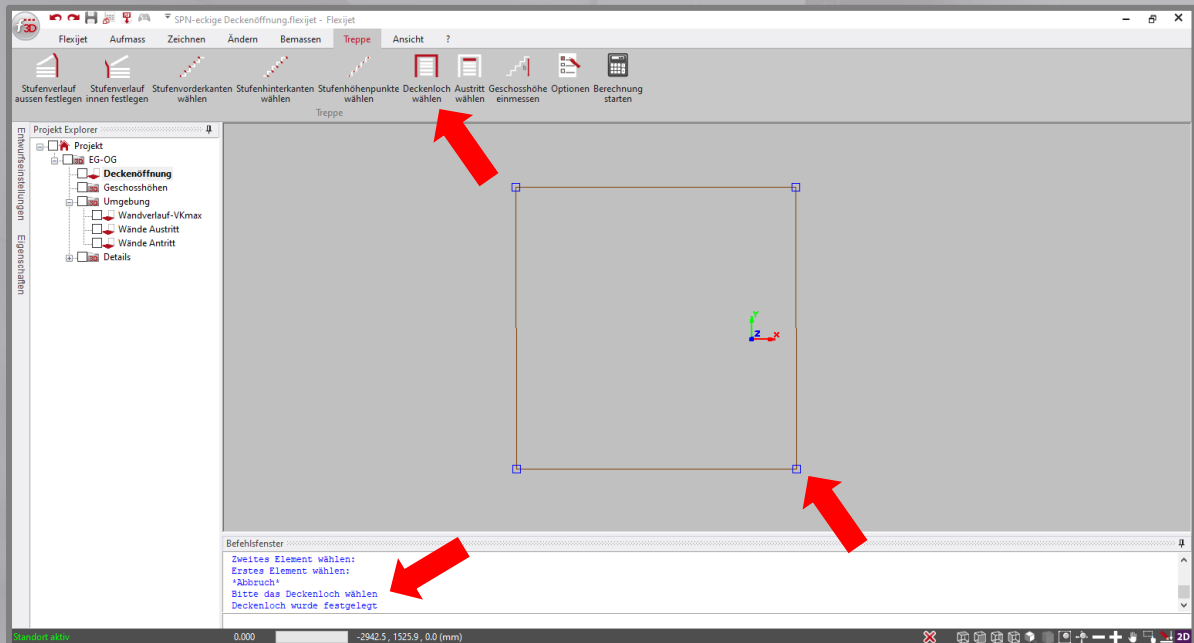 f3D
SPN-eckige Deckenöffnung.flexijet - Flexijet
Flexijet Aufmass Zeichnen Ändern Bemassen Treppe Ansicht ?
Stufenverlauf aussen festlegen
Stufenverlauf innen festlegen
Stufenvorderkanten wählen
Stufenhinterkanten wählen
Stufenhöhenpunkte wählen
Deckenloch wählen
Austritt wählen
Geschosshöhe einmessen
Optionen
Berechnung starten
Treppe
Entwurfseinstellungen
Eigenschaften
Projekt Explorer
Projekt
EG-OG
Deckenöffnung
Geschosshöhen
Umgebung
Wandverlauf-VKmax
Wände Austritt
Wände Antritt
Details
Y
Z X
Befehlsfenster
Zweites Element wählen:
Erstes Element wählen:
*Abbruch*
Bitte das Deckenloch wählen
Deckenloch wurde festgelegt
Standort aktiv 0.000 -2942.5 , 1525.9 , 0.0 (mm) 2D